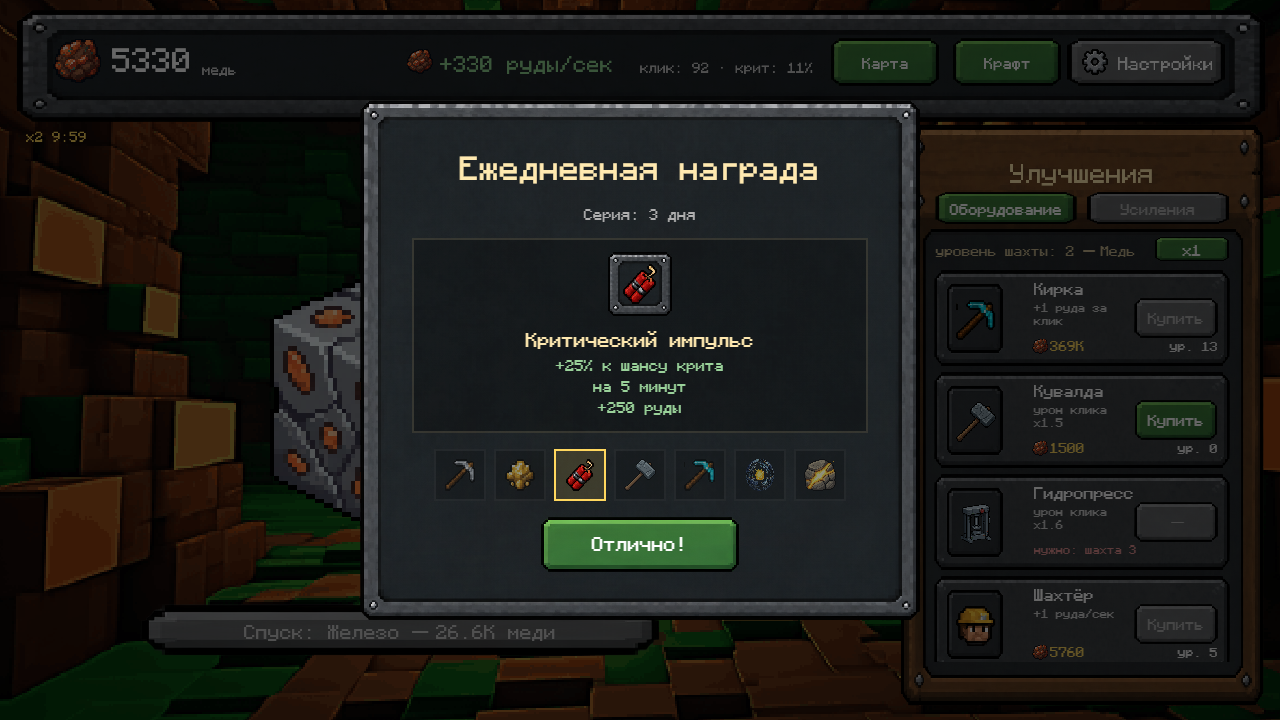 5330 медь
+330 руды/сек
клик: 92 · крит: 11%
Карта
Крафт
Настройки
x2 9:59
Ежедневная награда
Серия: 3 дня
Критический импульс
+25% к шансу крита
на 5 минут
+250 руды
Отлично!
Спуск: Железо — 26.6К меди
Улучшения
Оборудование
Усиления
уровень шахты: 2 — Медь
x1
Кирка
+1 руда за
клик
Купить
369К
ур. 13
Кувалда
урон клика
x1.5
Купить
1500
ур. 0
Гидропресс
урон клика
x1.6
—
нужно: шахта 3
Шахтёр
+1 руда/сек
Купить
5760
ур. 5